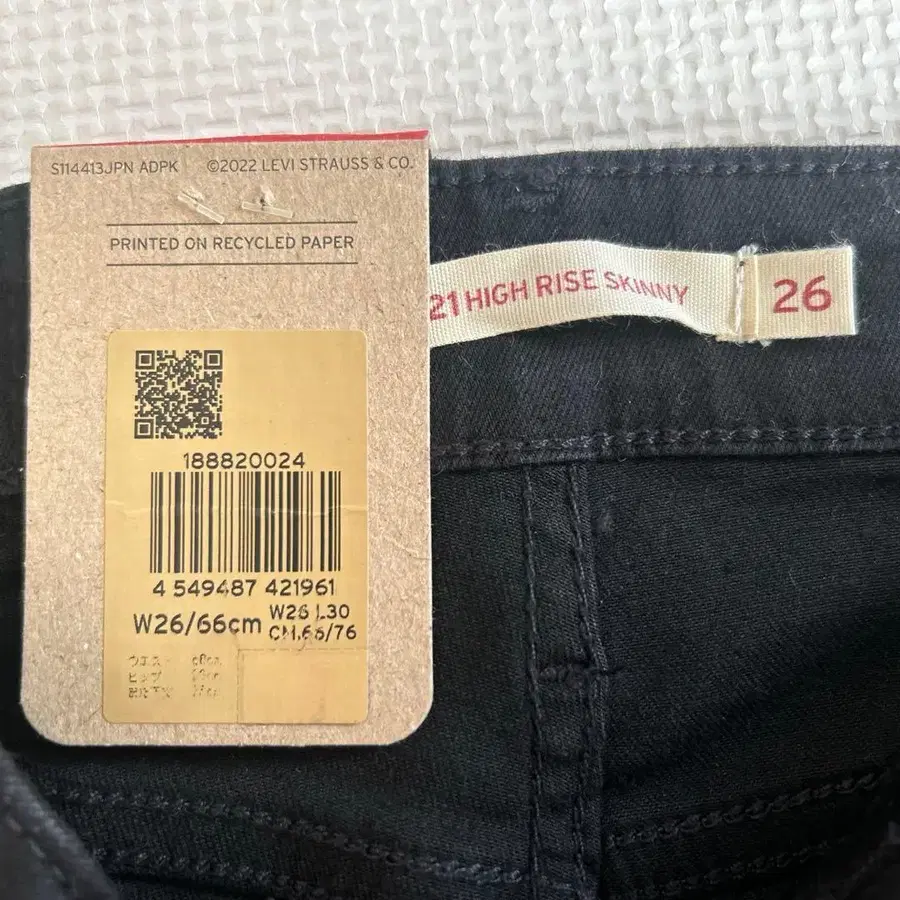 S114413JPN ADPK ©2022 LEVI STRAUSS & CO.
PRINTED ON RECYCLED PAPER
21 HIGH RISE SKINNY 26
188820024
4 549487 421961
W26/66cm
W26 L30
CM.66/76
ウエスト
ヒップ